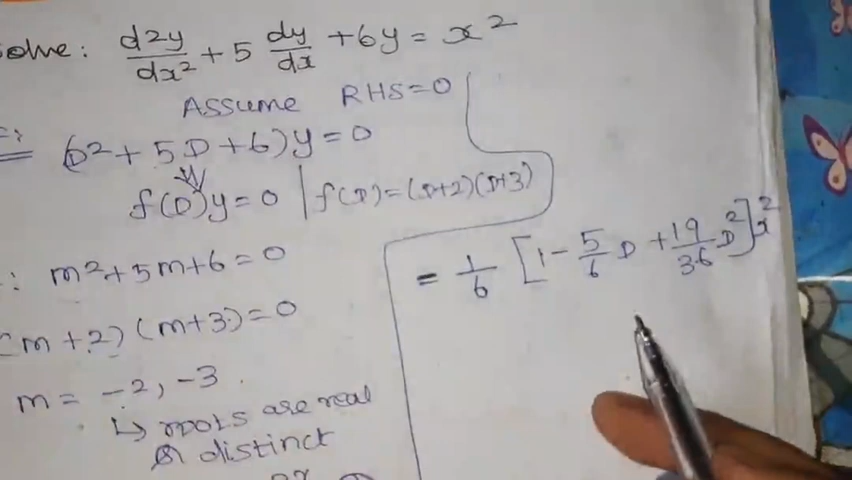 olve: d2y/dx² + 5 dy/dx + 6y = x²
Assume RHS = 0
(D² + 5D + 6)y = 0
f(D)y = 0 | f(D) = (D+2)(D+3)
: m² + 5m + 6 = 0
(m + 2) (m + 3) = 0
m = -2, -3.
↳ roots are real
& distinct
= 1/6 [1 - 5/6 D + 19/36 D²] x²